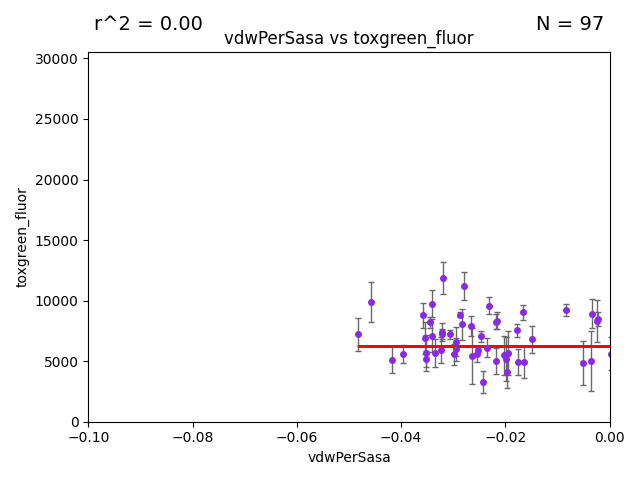 r^2 = 0.00
N = 97
vdwPerSasa vs toxgreen_fluor
30000
25000
20000
15000
10000
5000
0
toxgreen_fluor
−0.10
−0.08
−0.06
−0.04
−0.02
0.00
vdwPerSasa